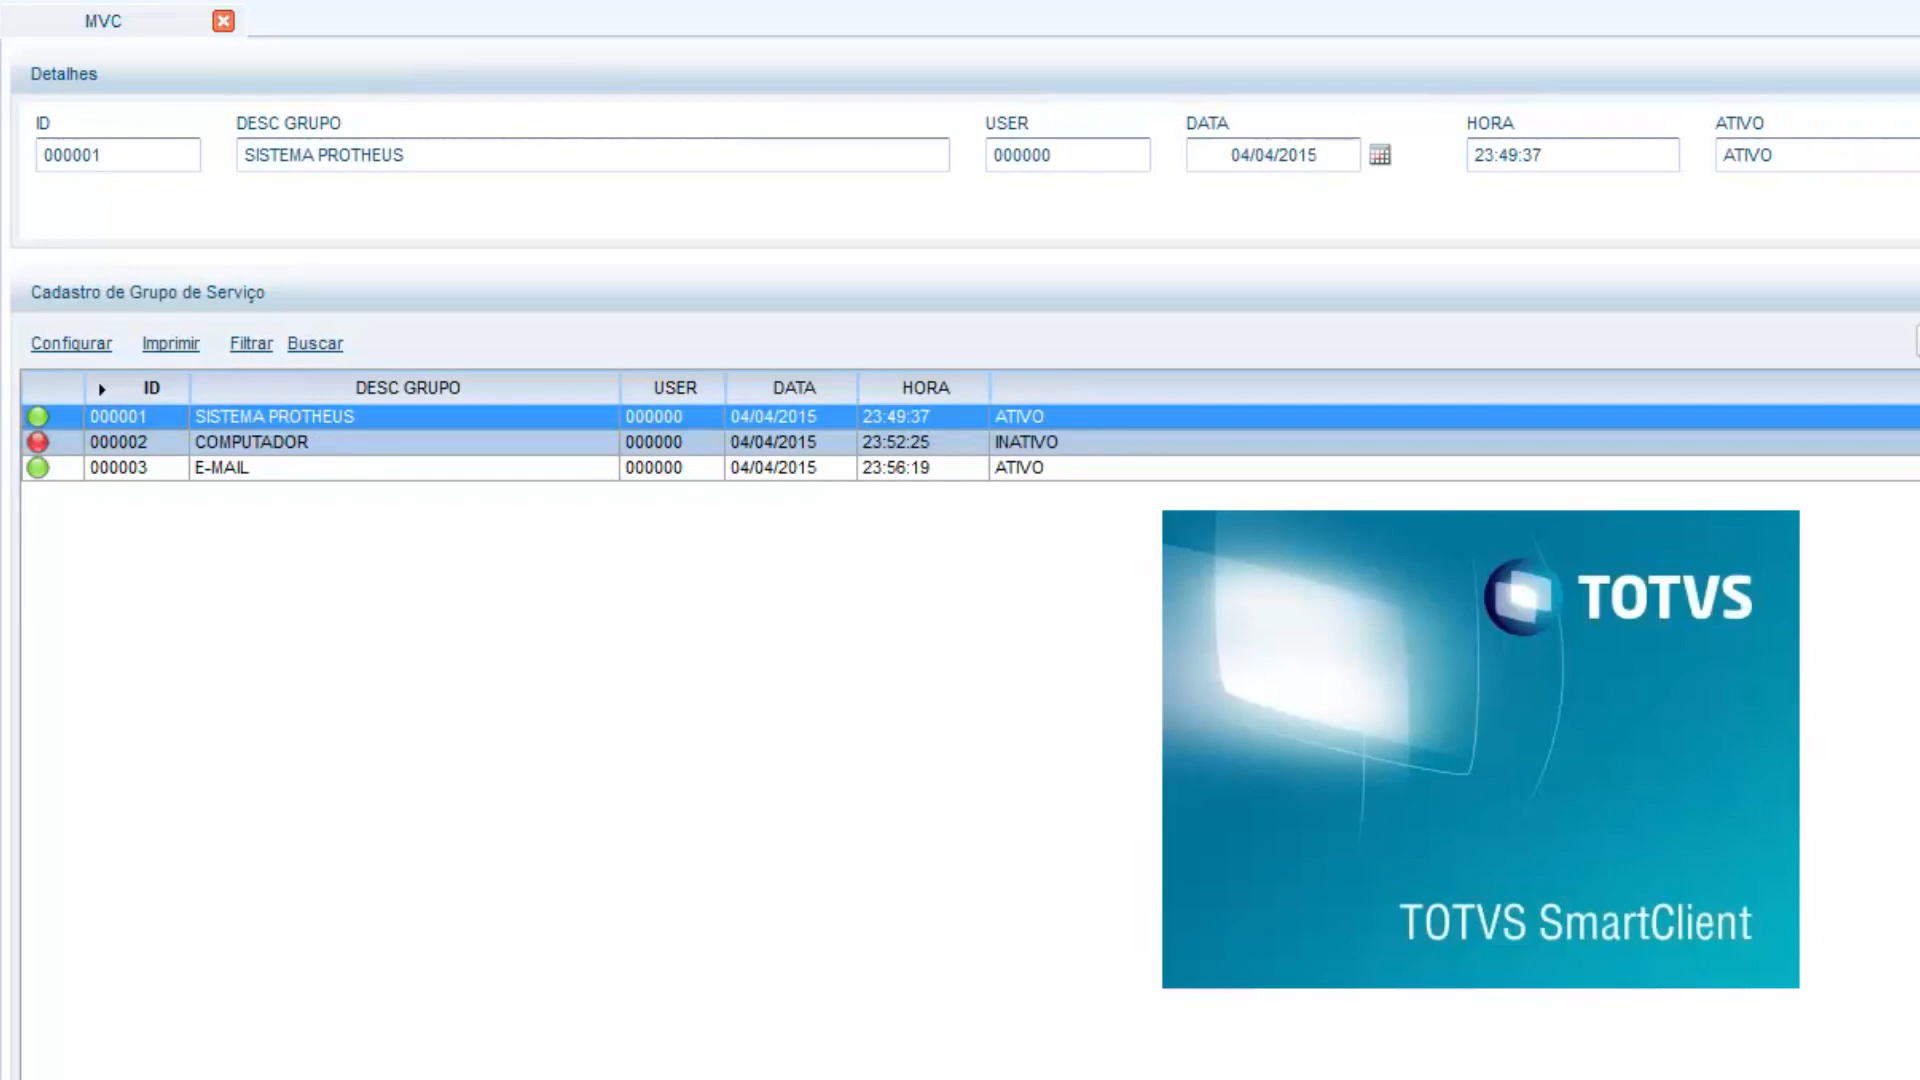 MVC
Detalhes
ID DESC GRUPO USER DATA HORA ATIVO
000001 SISTEMA PROTHEUS 000000 04/04/2015 23:49:37 ATIVO
Cadastro de Grupo de Serviço
Configurar Imprimir Filtrar Buscar
ID DESC GRUPO USER DATA HORA
000001 SISTEMA PROTHEUS 000000 04/04/2015 23:49:37 ATIVO
000002 COMPUTADOR 000000 04/04/2015 23:52:25 INATIVO
000003 E-MAIL 000000 04/04/2015 23:56:19 ATIVO
TOTVS
TOTVS SmartClient